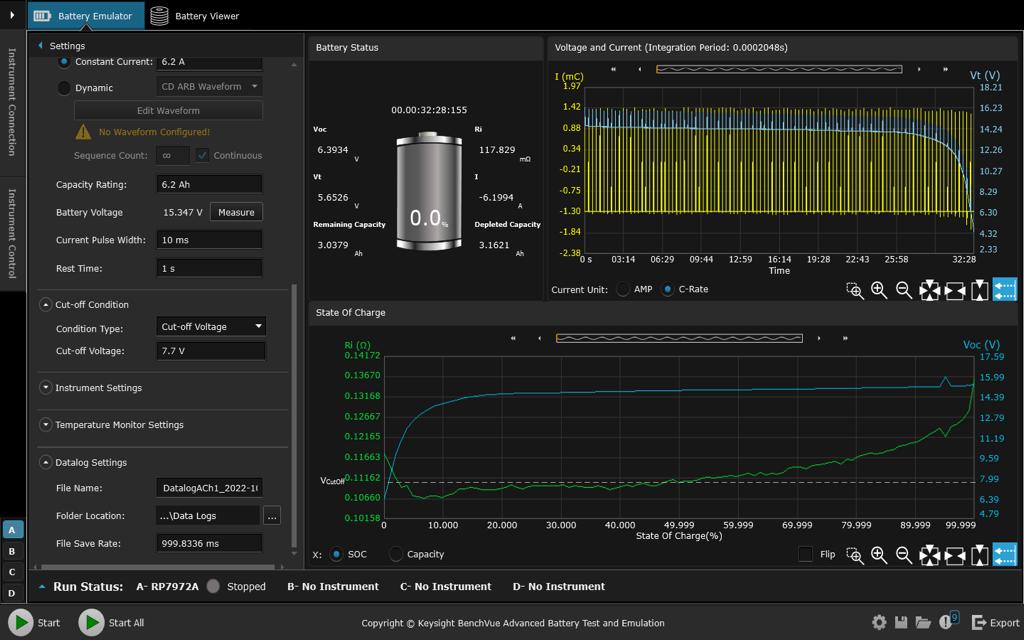 Battery Emulator
Battery Viewer
Instrument Connection
Instrument Control
Settings
Constant Current: 6.2 A
Dynamic CD ARB Waveform
Edit Waveform
No Waveform Configured!
Sequence Count: ∞ Continuous
Capacity Rating: 6.2 Ah
Battery Voltage 15.347 V Measure
Current Pulse Width: 10 ms
Rest Time: 1 s
Cut-off Condition
Condition Type: Cut-off Voltage
Cut-off Voltage: 7.7 V
Instrument Settings
Temperature Monitor Settings
Datalog Settings
File Name: DatalogACh1_2022-10
Folder Location: ...\Data Logs ...
File Save Rate: 999.8336 ms
A
B
C
D
Battery Status
00.00:32:28:155
Voc
6.3934 V
Ri
117.829 mΩ
Vt
5.6526 V
I
-6.1994 A
0.0%
Remaining Capacity
3.0379 Ah
Depleted Capacity
3.1621 Ah
Voltage and Current (Integration Period: 0.0002048s)
I (mC)
Vt (V)
1.97
1.42
0.88
0.34
-0.21
-0.75
-1.30
-1.84
-2.38
18.21
16.23
14.24
12.26
10.27
8.29
6.30
4.32
2.33
0 s 03:14 06:29 09:44 12:59 16:14 19:28 22:43 25:58 32:28
Time
Current Unit: AMP C-Rate
State Of Charge
Ri (Ω)
Voc (V)
0.14172
0.13670
0.13168
0.12667
0.12165
0.11663
0.11162
0.10660
0.10158
VCutOff
17.59
15.99
14.39
12.79
11.19
9.59
7.99
6.39
4.79
0 10.000 20.000 30.000 40.000 49.999 59.999 69.999 79.999 89.999 99.999
State Of Charge(%)
X: SOC Capacity Flip
Run Status: A- RP7972A Stopped B- No Instrument C- No Instrument D- No Instrument
Start Start All
Copyright © Keysight BenchVue Advanced Battery Test and Emulation
9
Export